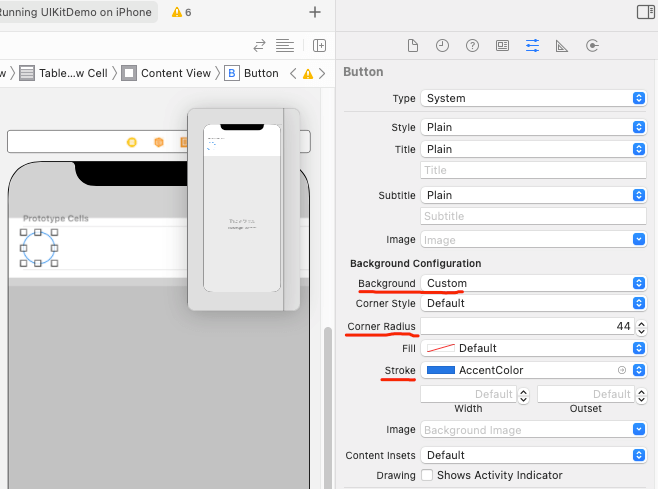 Running UIKitDemo on iPhone
6
w
Table...w Cell
Content View
B
Button
Prototype Cells
Button
Type
System
Style
Plain
Title
Plain
Title
Subtitle
Plain
Subtitle
Image
Image
Background Configuration
Background
Custom
Corner Style
Default
Corner Radius
44
Fill
Default
Stroke
AccentColor
Default
Default
Width
Outset
Image
Background Image
Content Insets
Default
Drawing
Shows Activity Indicator